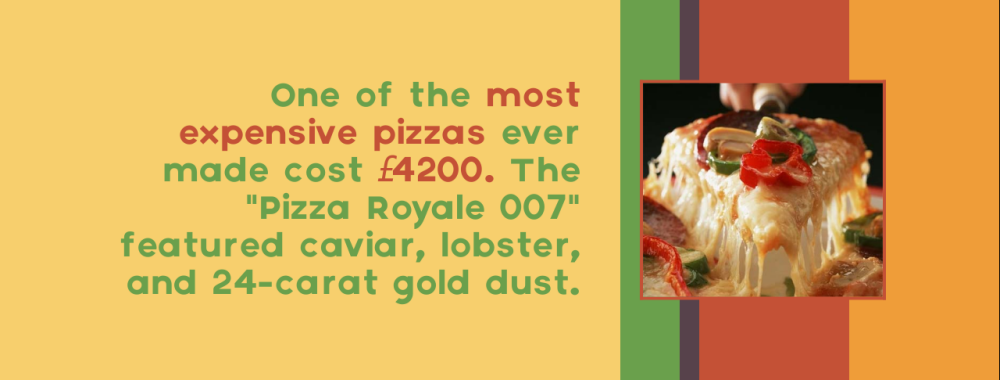 One of the most
expensive pizzas ever
made cost £4200. The
"Pizza Royale 007"
featured caviar, lobster,
and 24-carat gold dust.